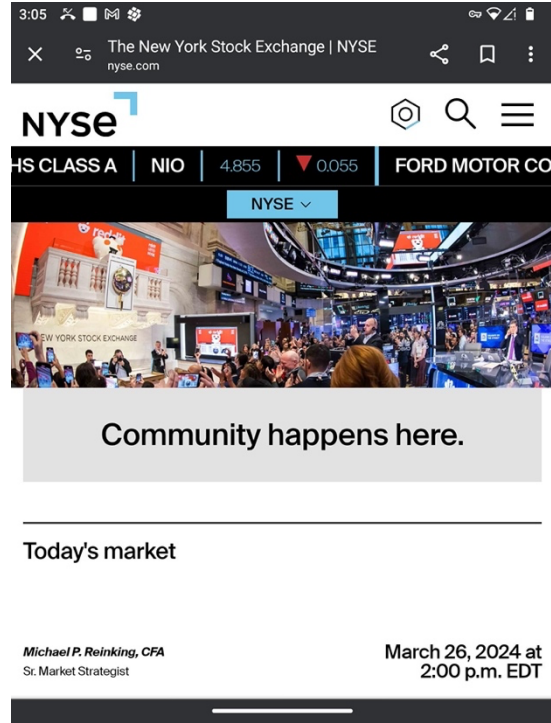 3:05
The New York Stock Exchange | NYSE
nyse.com
NYSE
HS CLASS A | NIO | 4.855 | ▼ 0.055 | FORD MOTOR CO
NYSE
reddit
NEW YORK STOCK EXCHANGE
Community happens here.
Today's market
Michael P. Reinking, CFA
Sr. Market Strategist
March 26, 2024 at
2:00 p.m. EDT